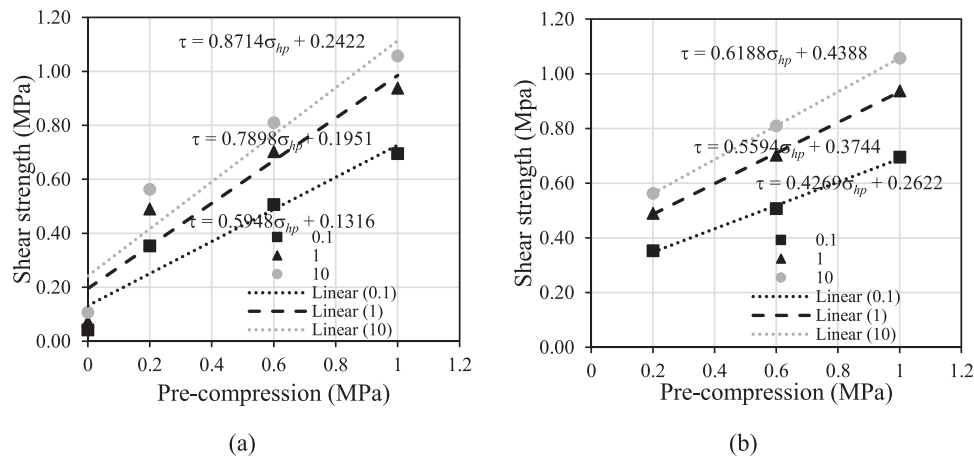 1.20
1.00
0.80
0.60
0.40
0.20
0.00
Shear strength (MPa)
τ = 0.8714σhp + 0.2422
τ = 0.7898σhp + 0.1951
τ = 0.5948σhp + 0.1316
0.1
1
10
Linear (0.1)
Linear (1)
Linear (10)
0 0.2 0.4 0.6 0.8 1 1.2
Pre-compression (MPa)
(a)
1.20
1.00
0.80
0.60
0.40
0.20
0.00
Shear strength (Mpa)
τ = 0.6188σhp + 0.4388
τ = 0.5594σhp + 0.3744
τ = 0.4269σhp + 0.2622
0.1
1
10
Linear (0.1)
Linear (1)
Linear (10)
0 0.2 0.4 0.6 0.8 1 1.2
Pre-compression (MPa)
(b)